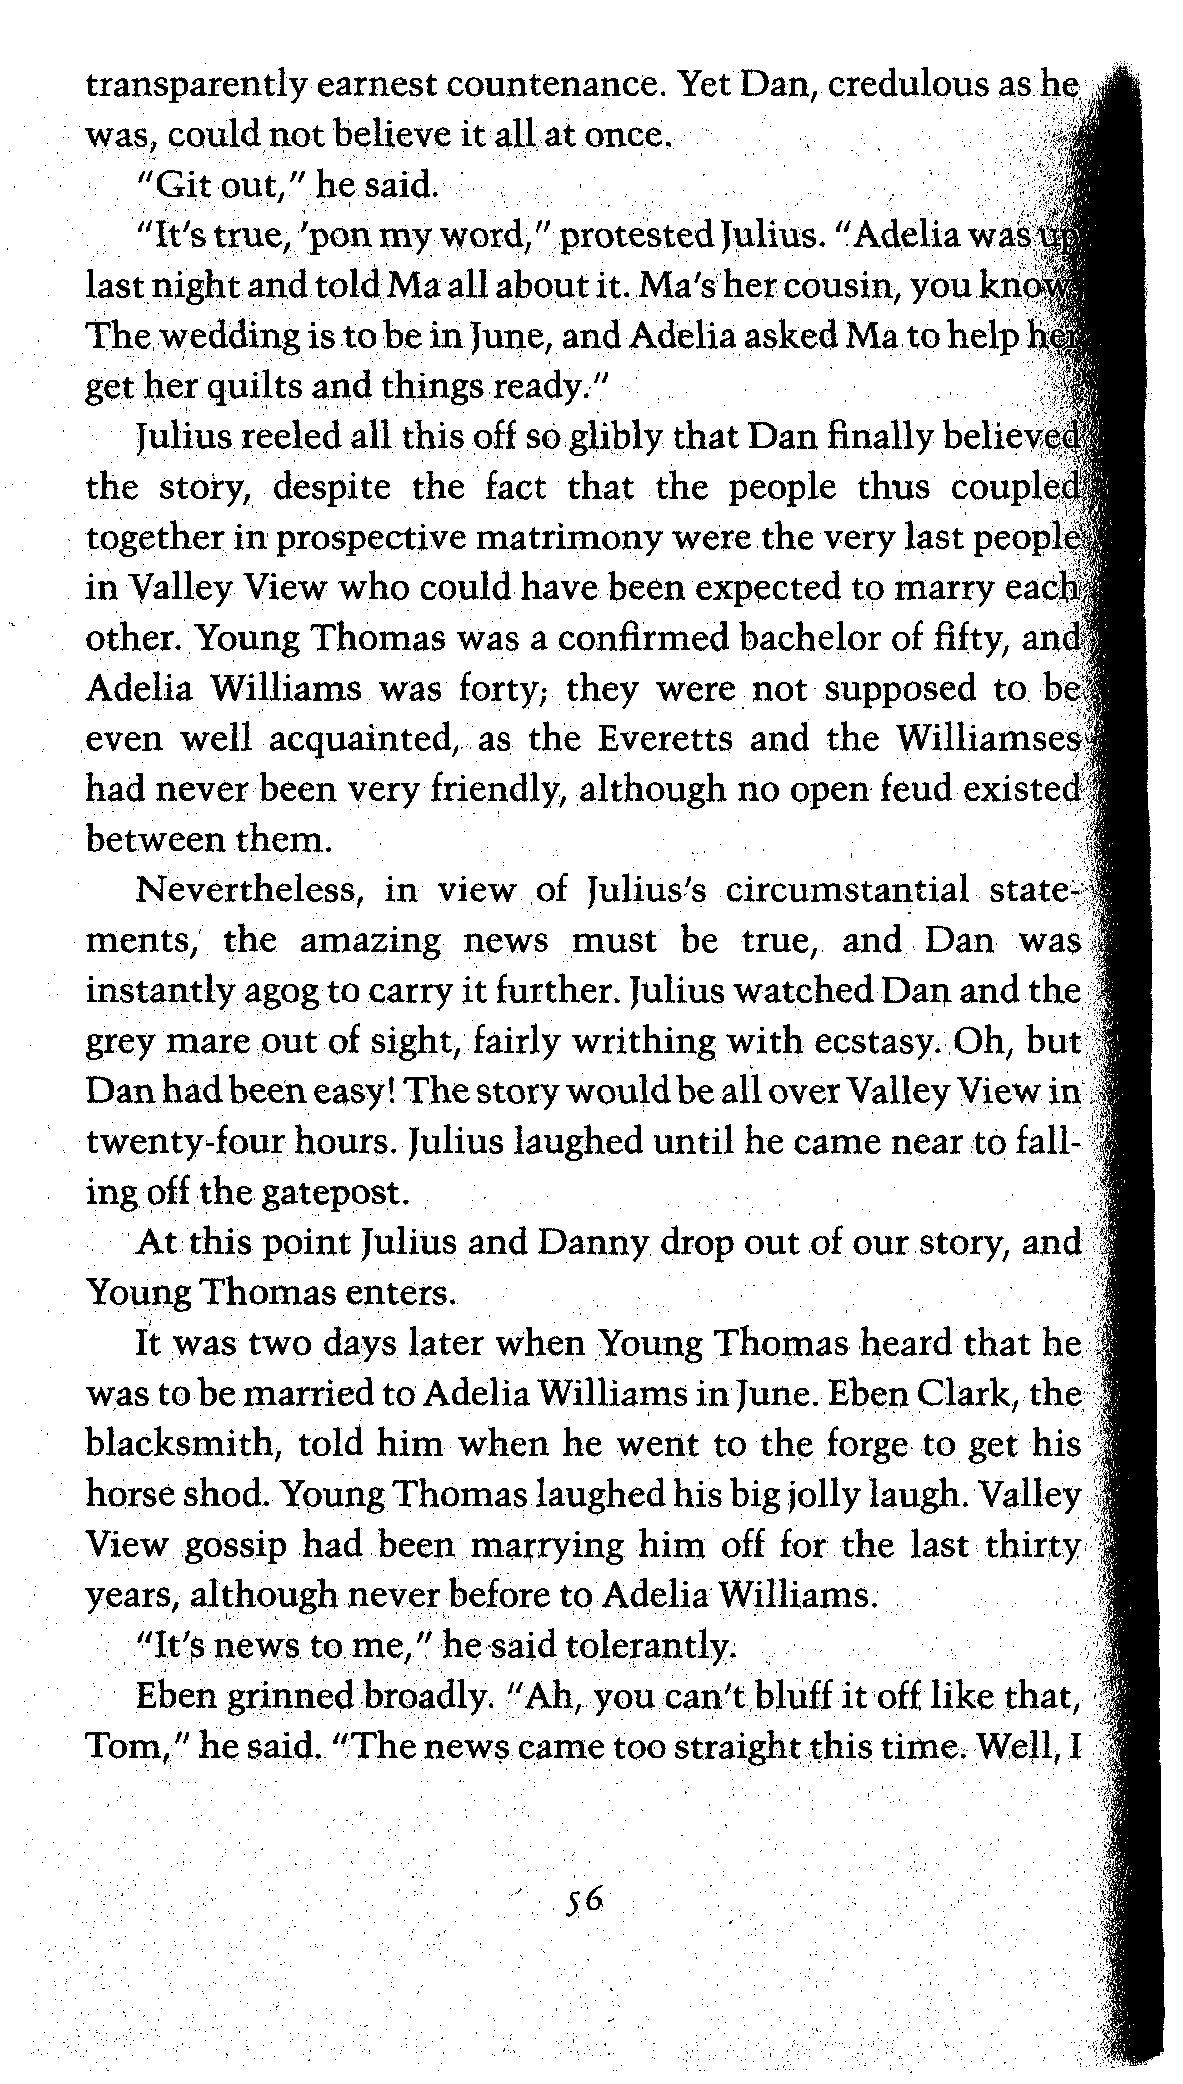 transparently earnest countenance. Yet Dan, credulous as he
was, could not believe it all at once.
"Git out," he said.
"It's true, 'pon my word," protested Julius. "Adelia was up
last night and told Ma all about it. Ma's her cousin, you know.
The wedding is to be in June, and Adelia asked Ma to help her
get her quilts and things ready."
Julius reeled all this off so glibly that Dan finally believed
the story, despite the fact that the people thus coupled
together in prospective matrimony were the very last people
in Valley View who could have been expected to marry each
other. Young Thomas was a confirmed bachelor of fifty, and
Adelia Williams was forty; they were not supposed to be
even well acquainted, as the Everetts and the Williamses
had never been very friendly, although no open feud existed
between them.
Nevertheless, in view of Julius's circumstantial state-
ments, the amazing news must be true, and Dan was
instantly agog to carry it further. Julius watched Dan and the
grey mare out of sight, fairly writhing with ecstasy. Oh, but
Dan had been easy! The story would be all over Valley View in
twenty-four hours. Julius laughed until he came near to fall-
ing off the gatepost.
At this point Julius and Danny drop out of our story, and
Young Thomas enters.
It was two days later when Young Thomas heard that he
was to be married to Adelia Williams in June. Eben Clark, the
blacksmith, told him when he went to the forge to get his
horse shod. Young Thomas laughed his big jolly laugh. Valley
View gossip had been marrying him off for the last thirty
years, although never before to Adelia Williams.
"It's news to me," he said tolerantly.
Eben grinned broadly. "Ah, you can't bluff it off like that,
Tom," he said. "The news came too straight this time. Well, I
56